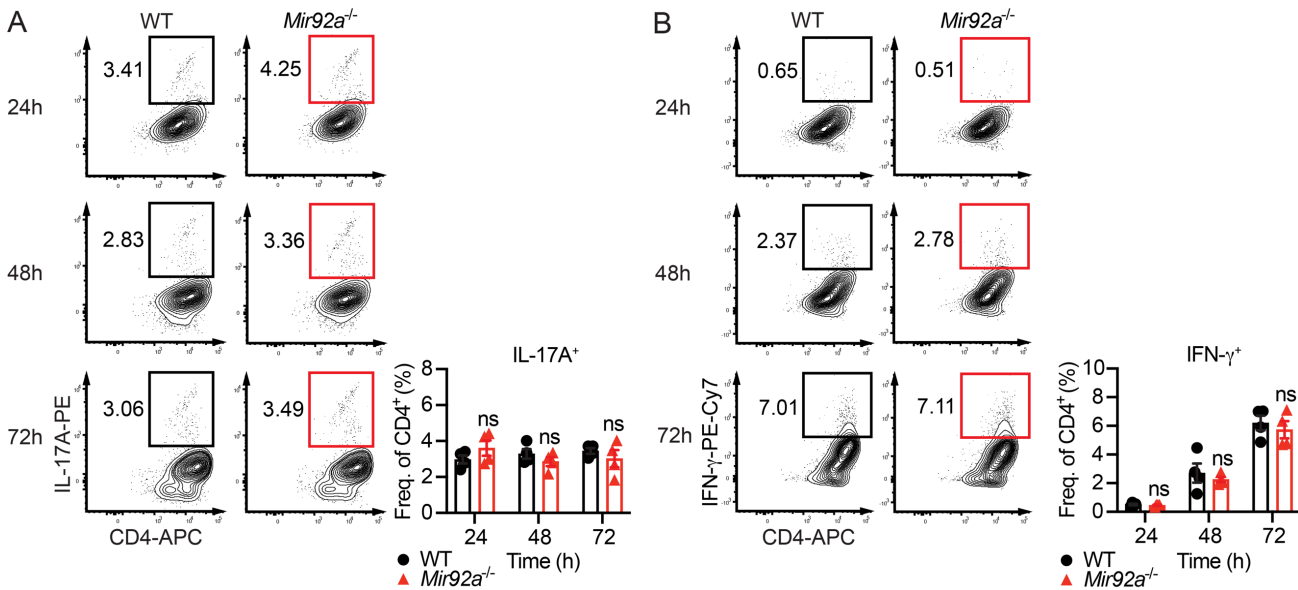 A
WT
Mir92a-/-
24h
3.41
4.25
48h
2.83
3.36
72h
3.06
3.49
IL-17A-PE
CD4-APC
IL-17A+
Freq. of CD4+ (%)
8
6
4
2
0
ns
ns
ns
24 48 72
Time (h)
WT
Mir92a-/-
B
WT
Mir92a-/-
24h
0.65
0.51
48h
2.37
2.78
72h
7.01
7.11
IFN-γ-PE-Cy7
CD4-APC
IFN-γ+
Freq. of CD4+ (%)
10
8
6
4
2
0
ns
ns
ns
24 48 72
Time (h)
WT
Mir92a-/-